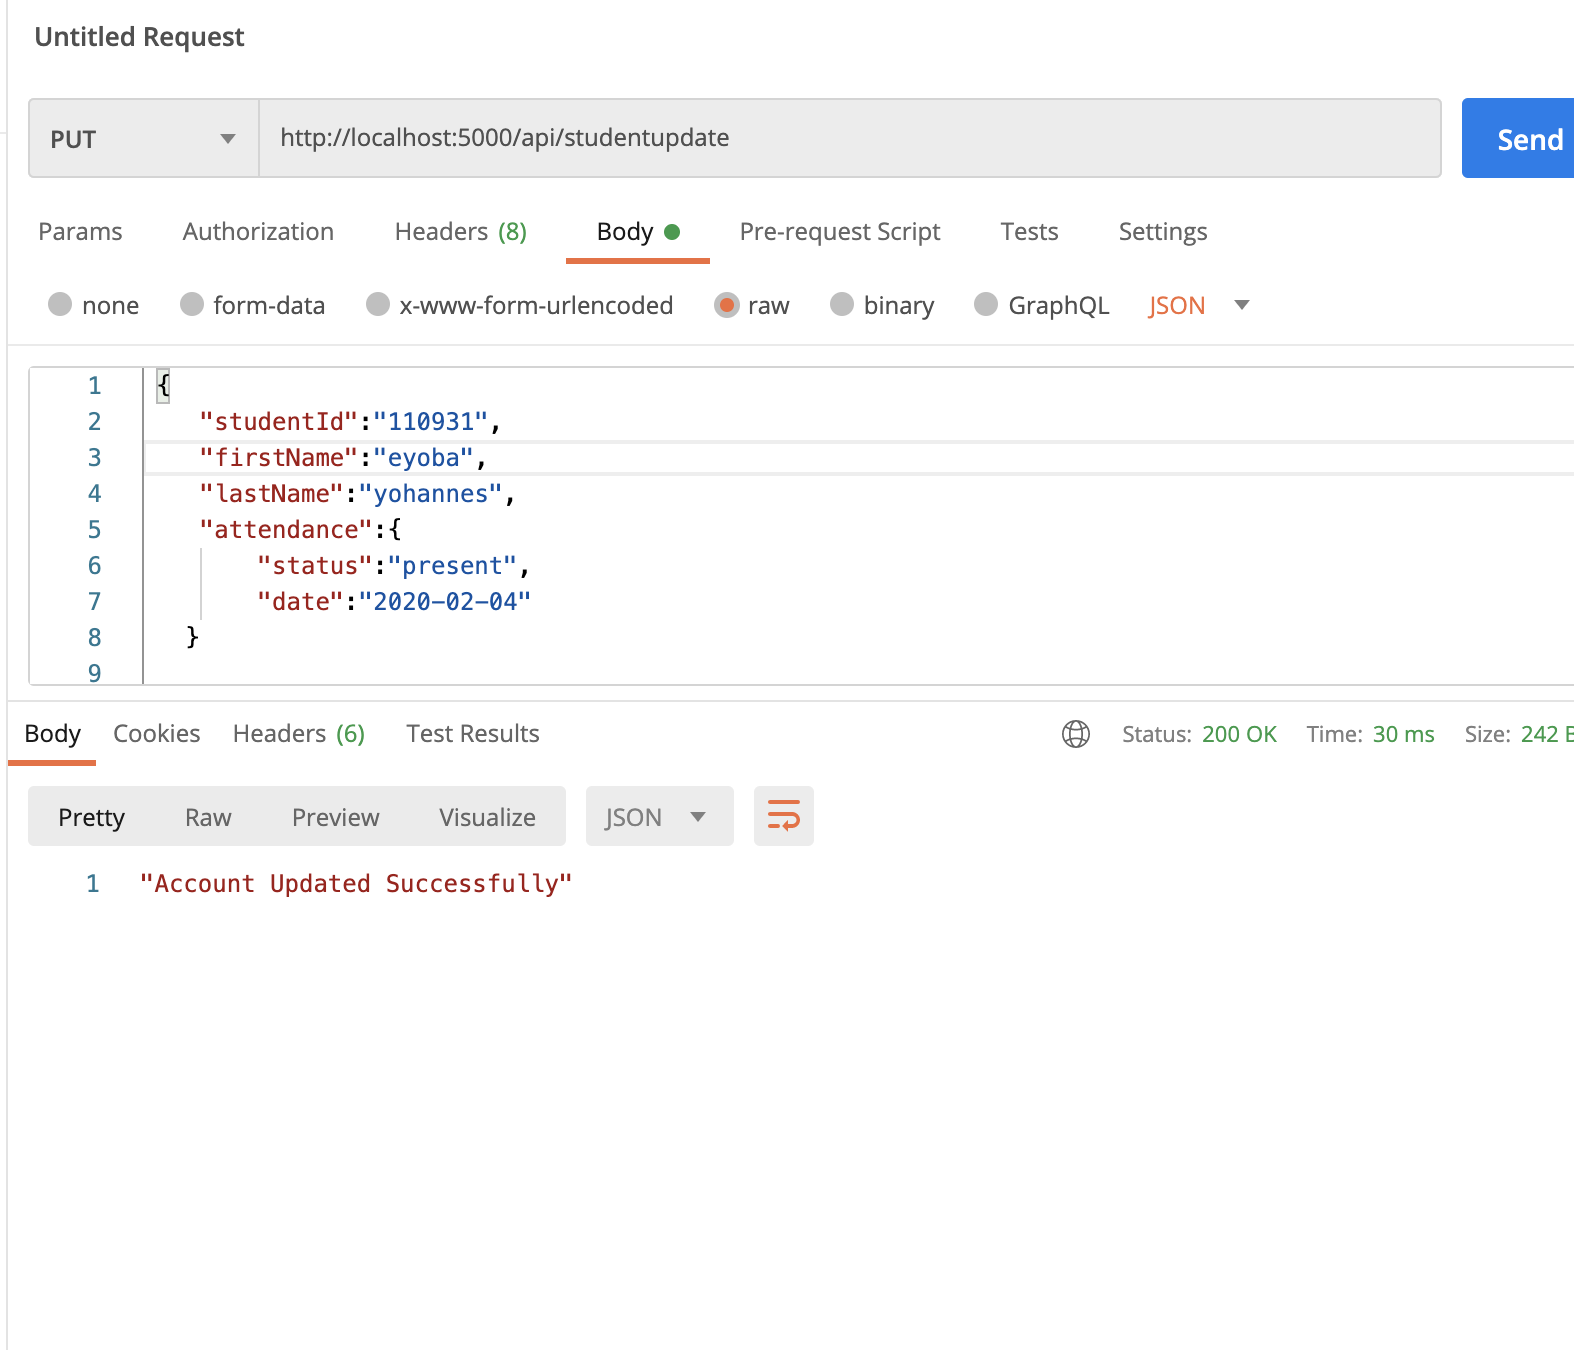 Untitled Request
PUT http://localhost:5000/api/studentupdate Send
Params Authorization Headers (8) Body Pre-request Script Tests Settings
none form-data x-www-form-urlencoded raw binary GraphQL JSON
1 {
2 "studentId":"110931",
3 "firstName":"eyoba",
4 "lastName":"yohannes",
5 "attendance":{
6 "status":"present",
7 "date":"2020-02-04"
8 }
9
Body Cookies Headers (6) Test Results Status: 200 OK Time: 30 ms Size: 242 B
Pretty Raw Preview Visualize JSON
1 "Account Updated Successfully"